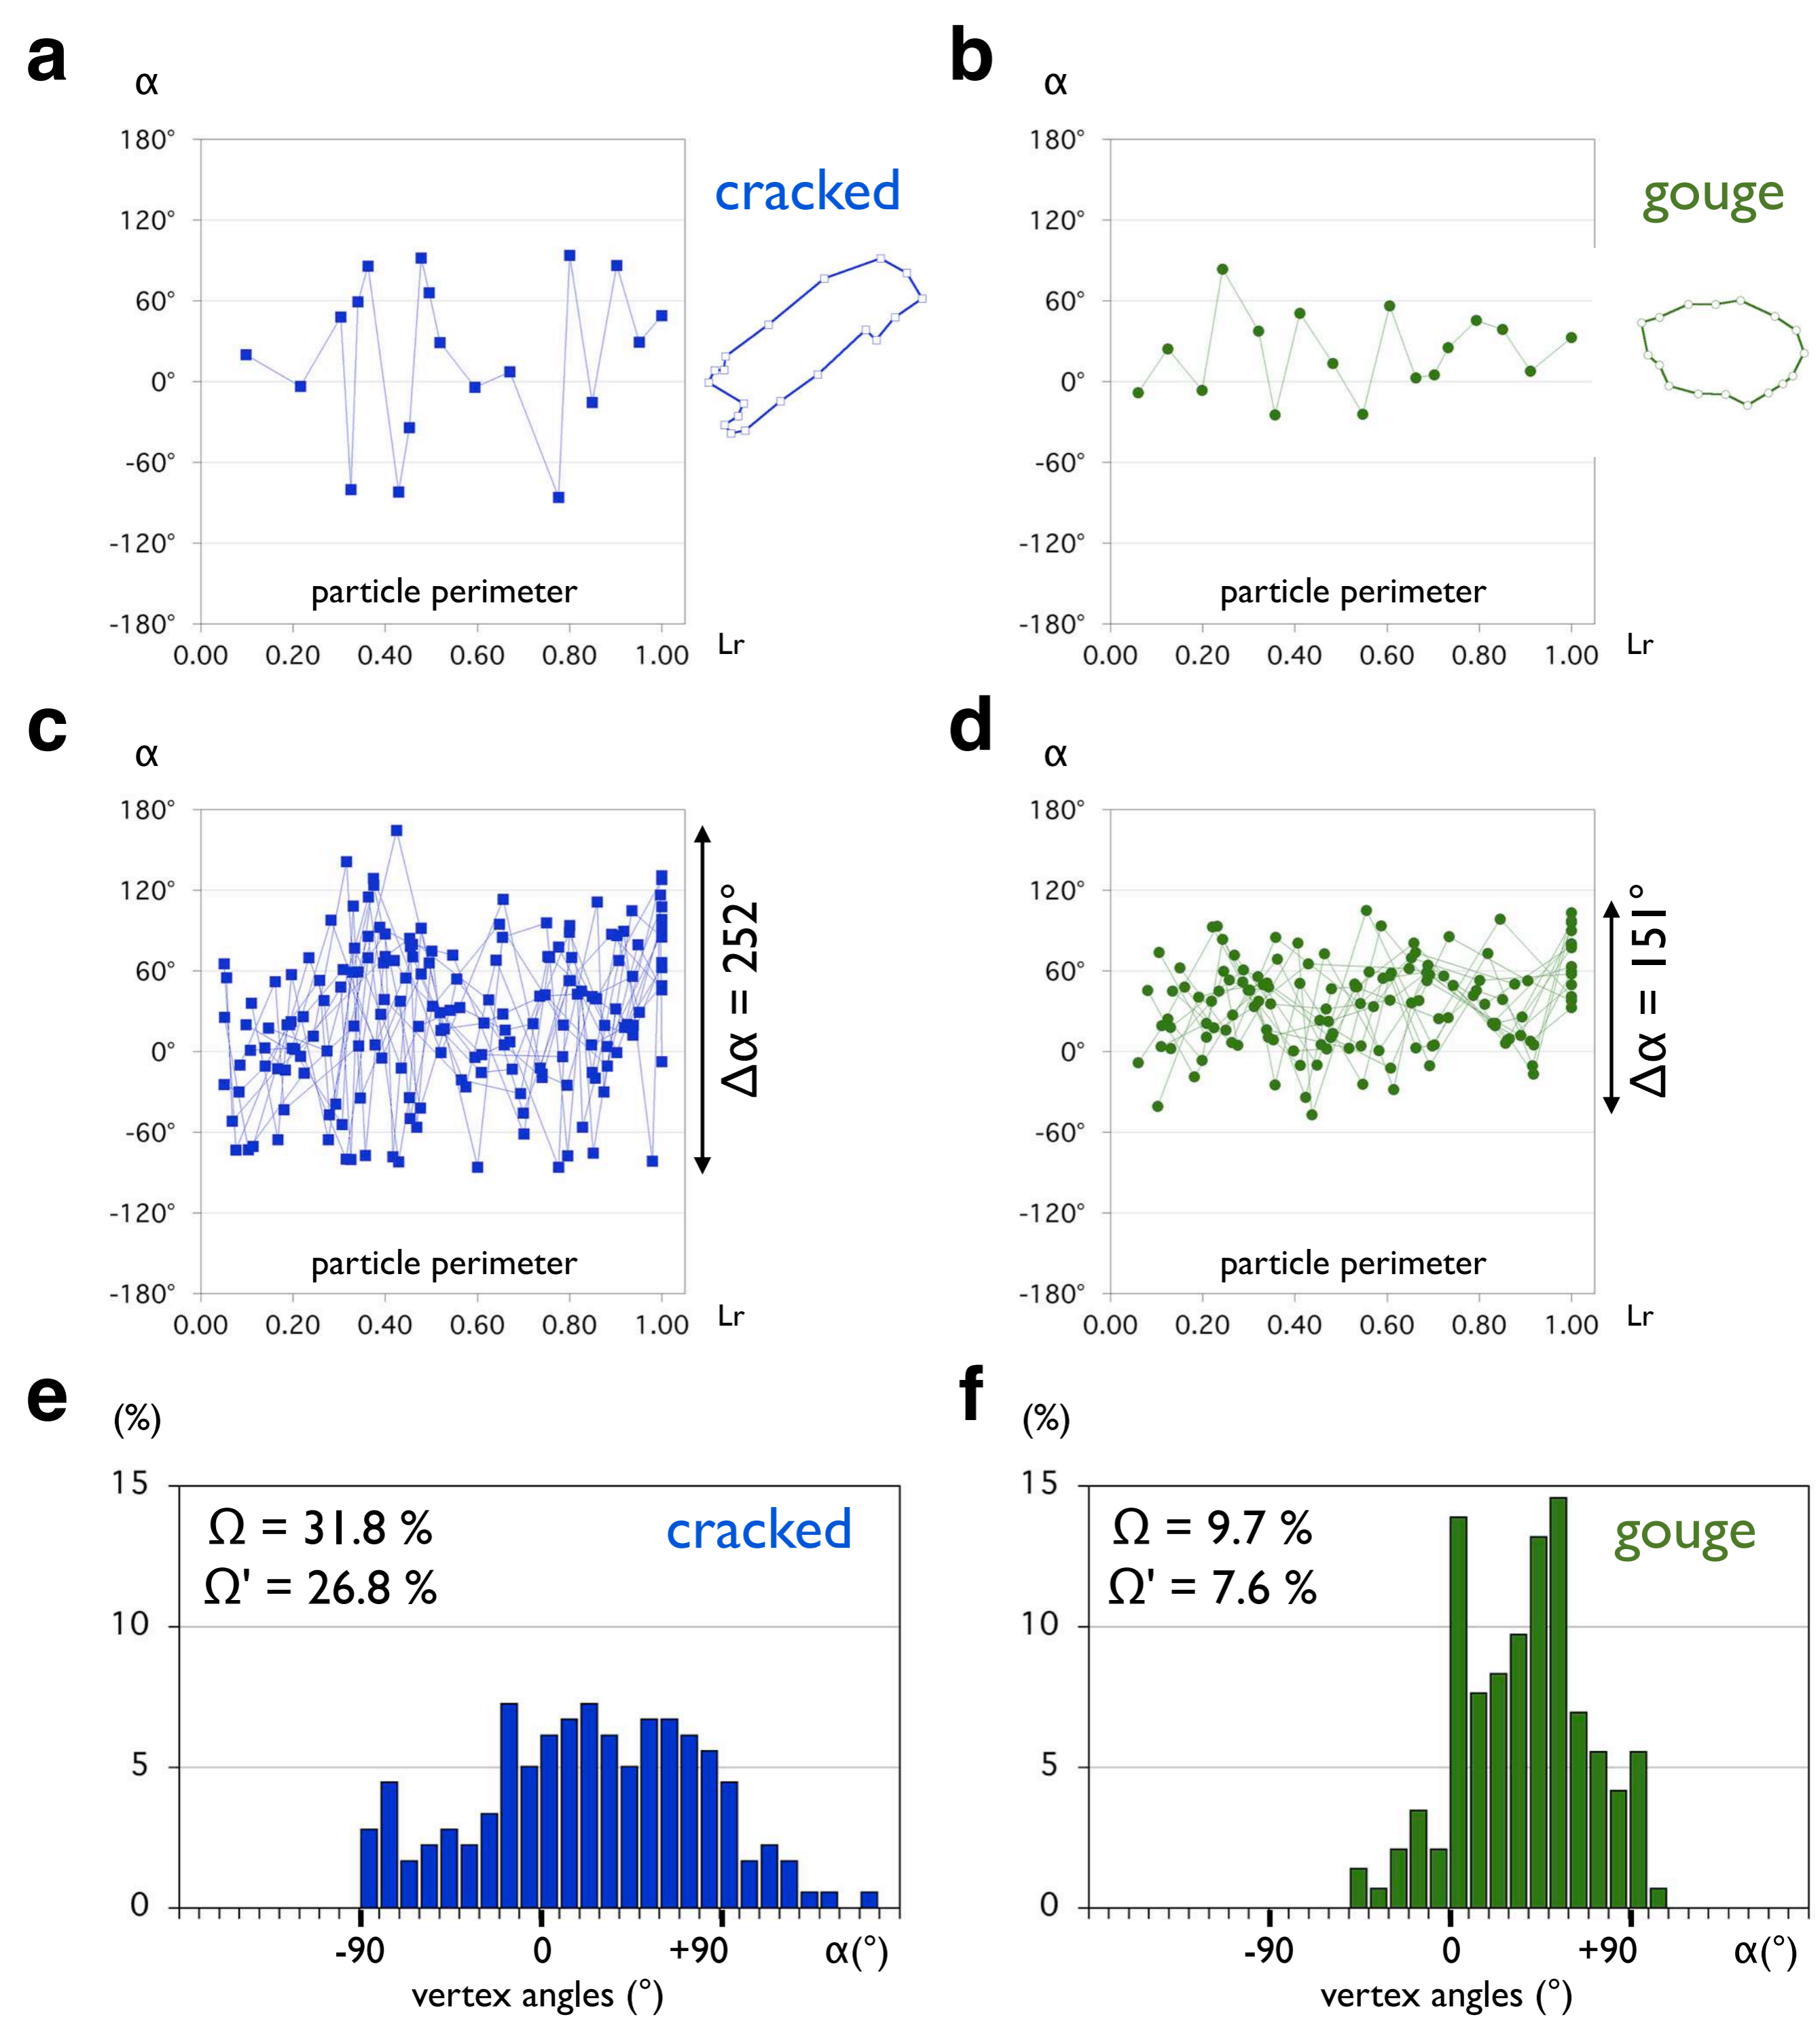 a
α
180°
120°
60°
0°
-60°
-120°
-180°
0.00 0.20 0.40 0.60 0.80 1.00
Lr
particle perimeter
cracked
b
α
180°
120°
60°
0°
-60°
-120°
-180°
0.00 0.20 0.40 0.60 0.80 1.00
Lr
particle perimeter
gouge
c
α
180°
120°
60°
0°
-60°
-120°
-180°
0.00 0.20 0.40 0.60 0.80 1.00
Lr
particle perimeter
Δα = 252°
d
α
180°
120°
60°
0°
-60°
-120°
-180°
0.00 0.20 0.40 0.60 0.80 1.00
Lr
particle perimeter
Δα = 151°
e
(%)
15
10
5
0
Ω = 31.8 %
Ω' = 26.8 %
cracked
-90 0 +90 α(°)
vertex angles (°)
f
(%)
15
10
5
0
Ω = 9.7 %
Ω' = 7.6 %
gouge
-90 0 +90 α(°)
vertex angles (°)